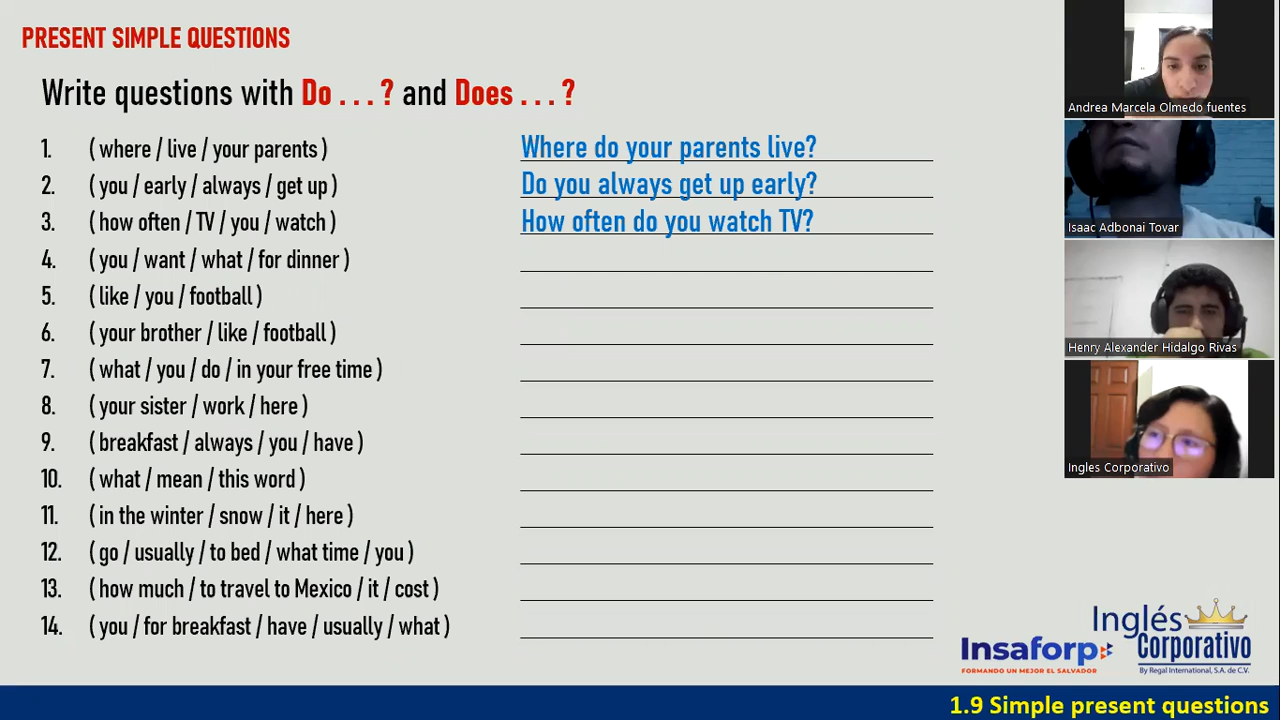 PRESENT SIMPLE QUESTIONS
Write questions with Do . . . ? and Does . . . ?
1. ( where / live / your parents ) Where do your parents live?
2. ( you / early / always / get up ) Do you always get up early?
3. ( how often / TV / you / watch ) How often do you watch TV?
4. ( you / want / what / for dinner )
5. ( like / you / football )
6. ( your brother / like / football )
7. ( what / you / do / in your free time )
8. ( your sister / work / here )
9. ( breakfast / always / you / have )
10. ( what / mean / this word )
11. ( in the winter / snow / it / here )
12. ( go / usually / to bed / what time / you )
13. ( how much / to travel to Mexico / it / cost )
14. ( you / for breakfast / have / usually / what )
Andrea Marcela Olmedo fuentes
Isaac Adbonai Tovar
Henry Alexander Hidalgo Rivas
Ingles Corporativo
Insaforp
FORMANDO UN MEJOR EL SALVADOR
Inglés
Corporativo
By Regal International, S.A. de C.V.
1.9 Simple present questions